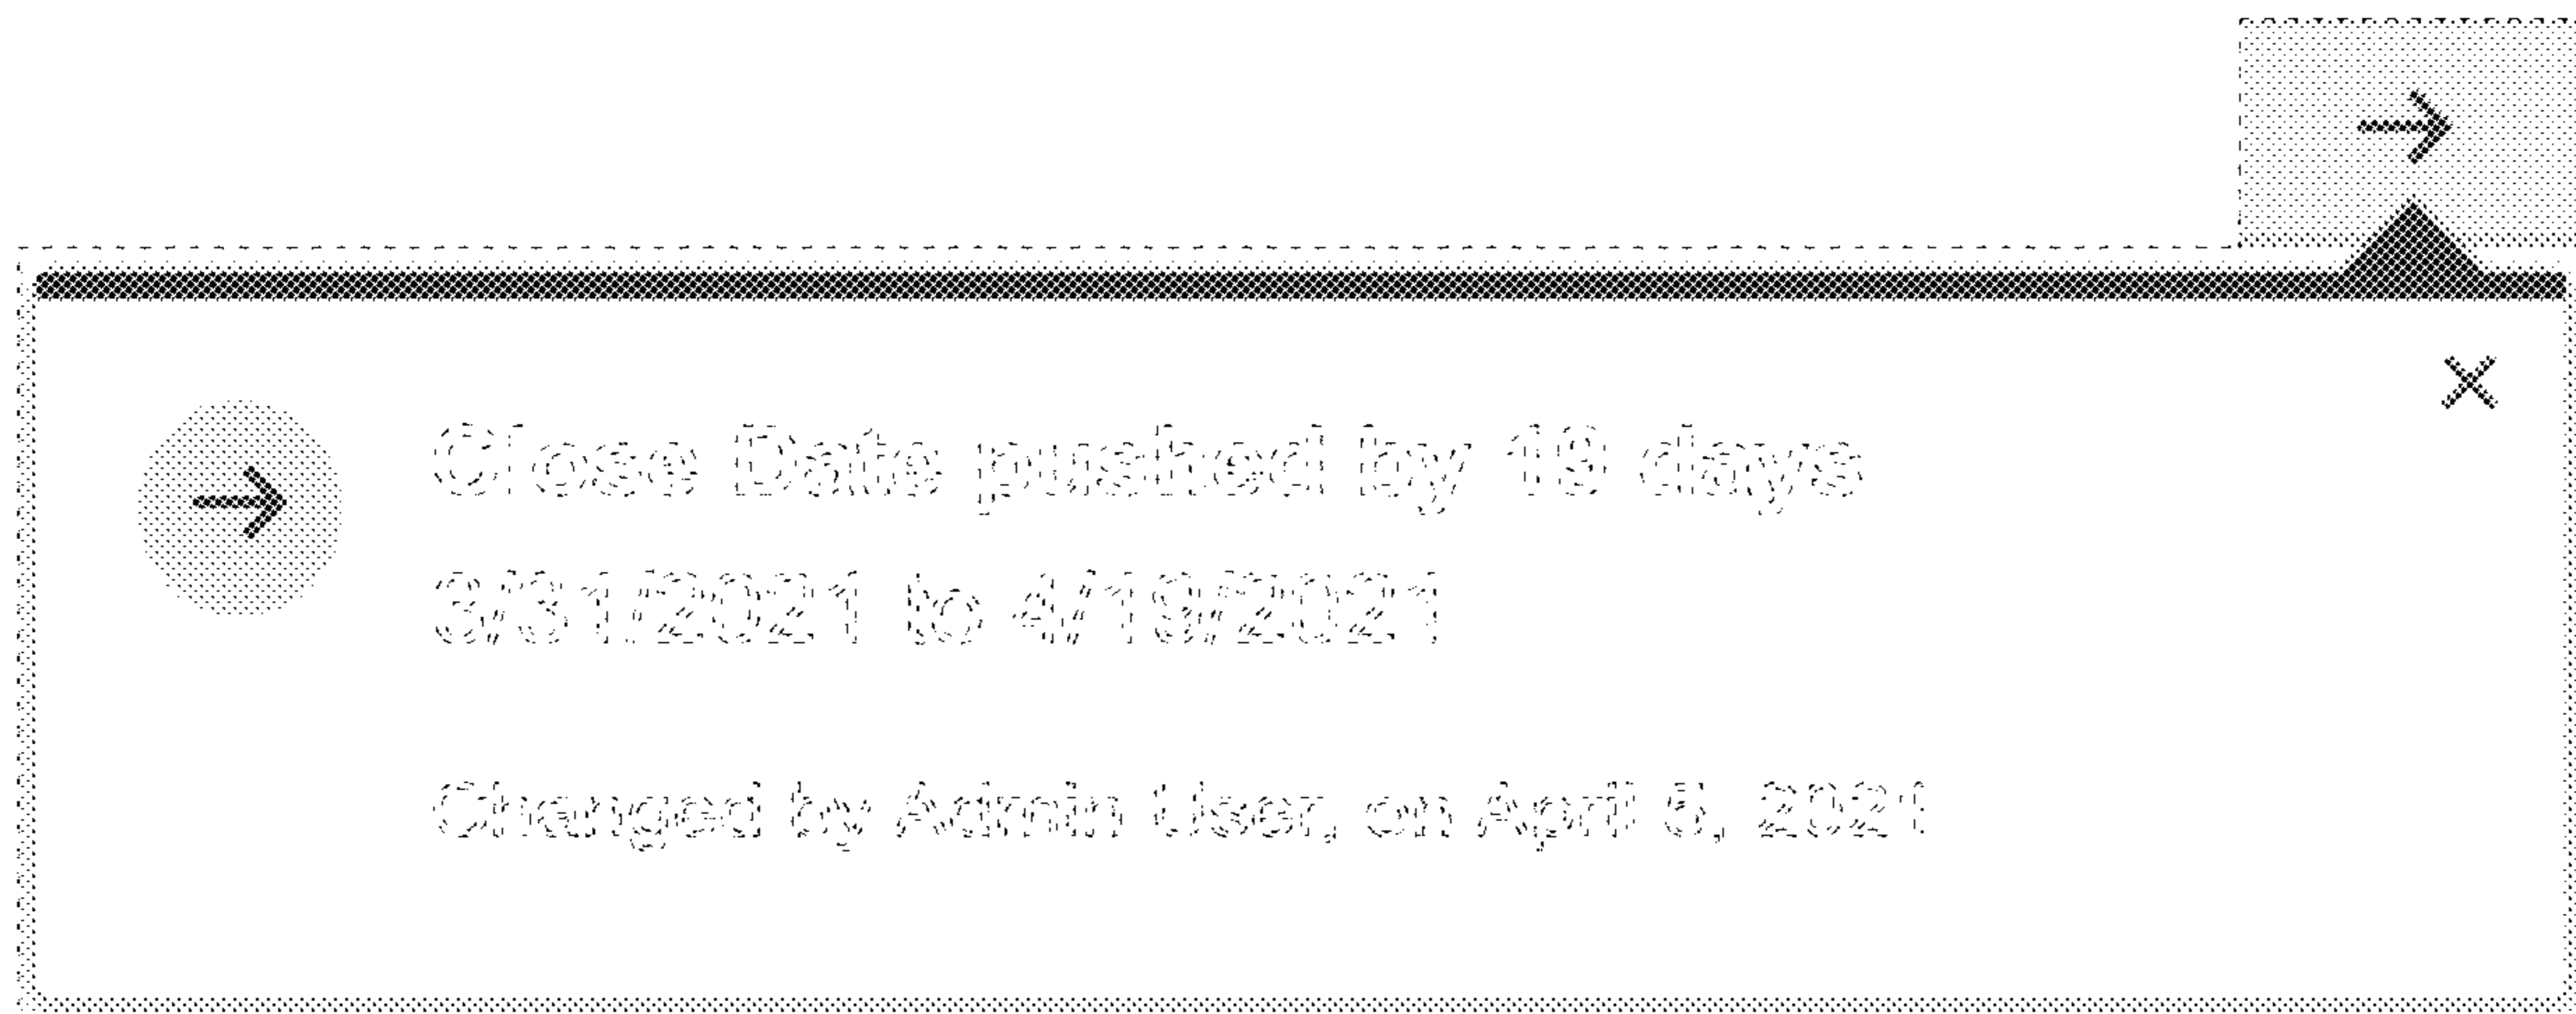 Close Date pushed by 19 days
3/31/2021 to 4/19/2021
Changed by Admin User, on April 5, 2021